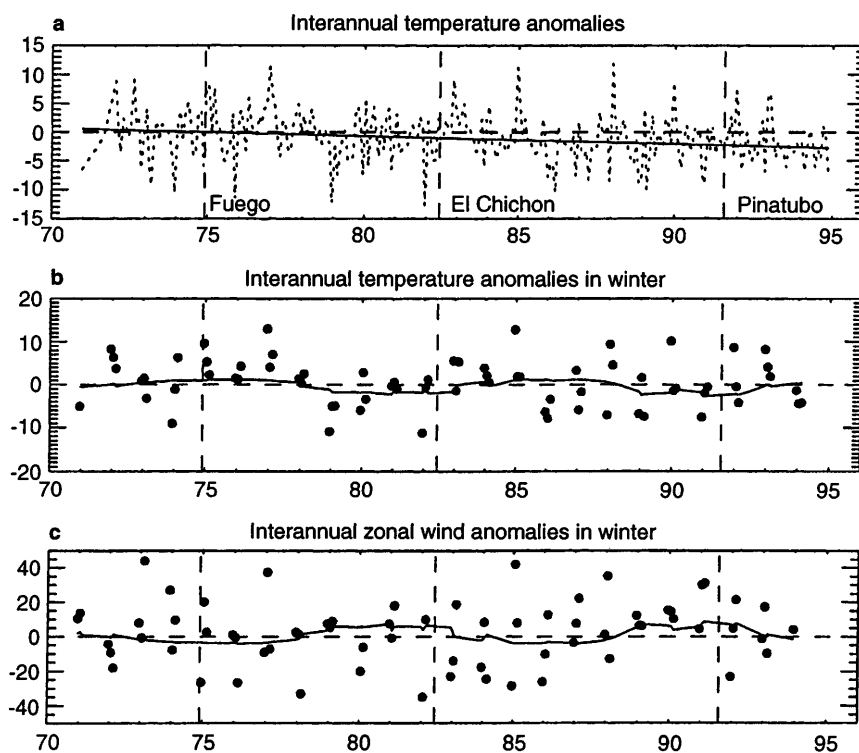 a Interannual temperature anomalies
15
10
5
0
-5
-10
-15
Fuego El Chichon Pinatubo
70 75 80 85 90 95
b Interannual temperature anomalies in winter
20
10
0
-10
-20
70 75 80 85 90 95
c Interannual zonal wind anomalies in winter
40
20
0
-20
-40
70 75 80 85 90 95